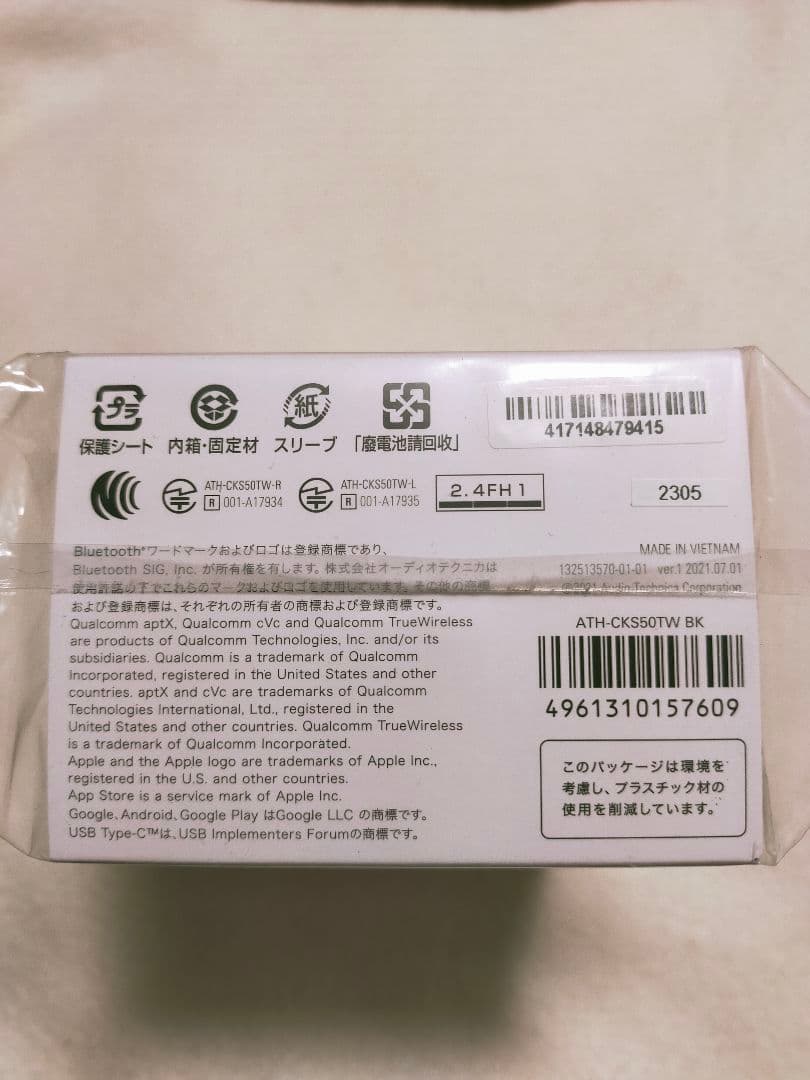 プラ
保護シート
内箱・固定材
紙
スリーブ
「廢電池請回收」
417148479415
ATH-CKS50TW-R
R 001-A17934
ATH-CKS50TW-L
R 001-A17935
2.4FH1
2305
Bluetooth®ワードマークおよびロゴは登録商標であり、
Bluetooth SIG, Inc. が所有権を有します。株式会社オーディオテクニカは
使用許諾の下でこれらのマークおよびロゴを使用しています。その他の商標
および登録商標は、それぞれの所有者の商標および登録商標です。
Qualcomm aptX, Qualcomm cVc and Qualcomm TrueWireless
are products of Qualcomm Technologies, Inc. and/or its
subsidiaries. Qualcomm is a trademark of Qualcomm
Incorporated, registered in the United States and other
countries. aptX and cVc are trademarks of Qualcomm
Technologies International, Ltd., registered in the
United States and other countries. Qualcomm TrueWireless
is a trademark of Qualcomm Incorporated.
Apple and the Apple logo are trademarks of Apple Inc.,
registered in the U.S. and other countries.
App Store is a service mark of Apple Inc.
Google、Android、Google Play はGoogle LLC の商標です。
USB Type-C™は、USB Implementers Forumの商標です。
MADE IN VIETNAM
132513570-01-01 ver.1 2021.07.01
©2021 Audio-Technica Corporation
ATH-CKS50TW BK
4961310157609
このパッケージは環境を
考慮し、プラスチック材の
使用を削減しています。